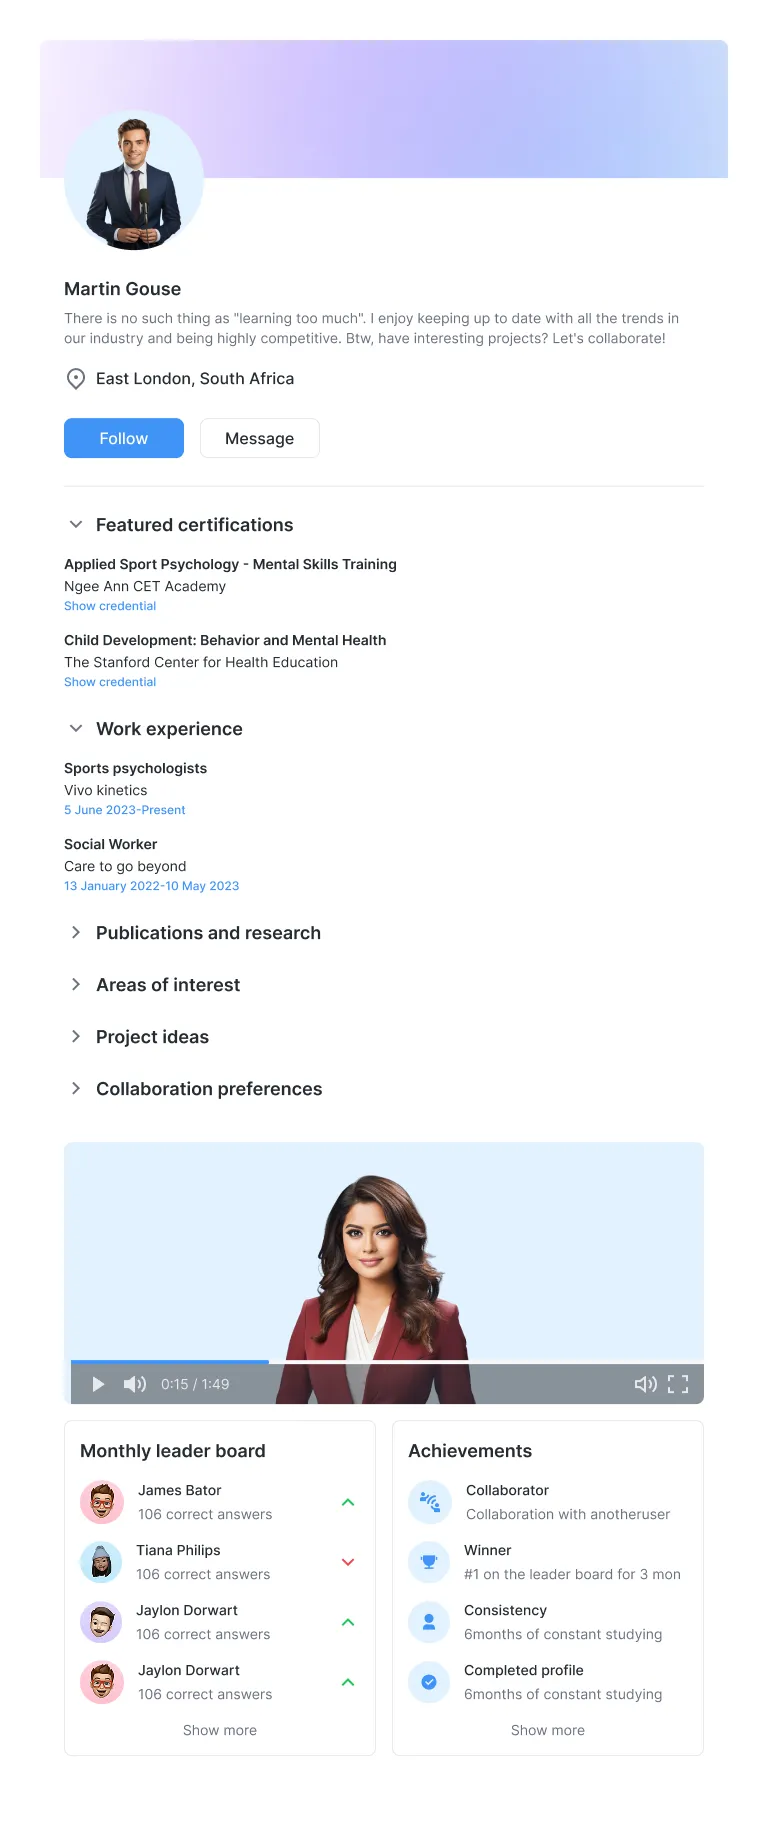 Martin Gouse
There is no such thing as "learning too much". I enjoy keeping up to date with all the trends in
our industry and being highly competitive. Btw, have interesting projects? Let's collaborate!
East London, South Africa
Follow
Message
Featured certifications
Applied Sport Psychology - Mental Skills Training
Ngee Ann CET Academy
Show credential
Child Development: Behavior and Mental Health
The Stanford Center for Health Education
Show credential
Work experience
Sports psychologists
Vivo kinetics
5 June 2023-Present
Social Worker
Care to go beyond
13 January 2022-10 May 2023
Publications and research
Areas of interest
Project ideas
Collaboration preferences
0:15 / 1:49
Monthly leader board
James Bator
106 correct answers
Tiana Philips
106 correct answers
Jaylon Dorwart
106 correct answers
Jaylon Dorwart
106 correct answers
Show more
Achievements
Collaborator
Collaboration with anotheruser
Winner
#1 on the leader board for 3 mon
Consistency
6months of constant studying
Completed profile
6months of constant studying
Show more